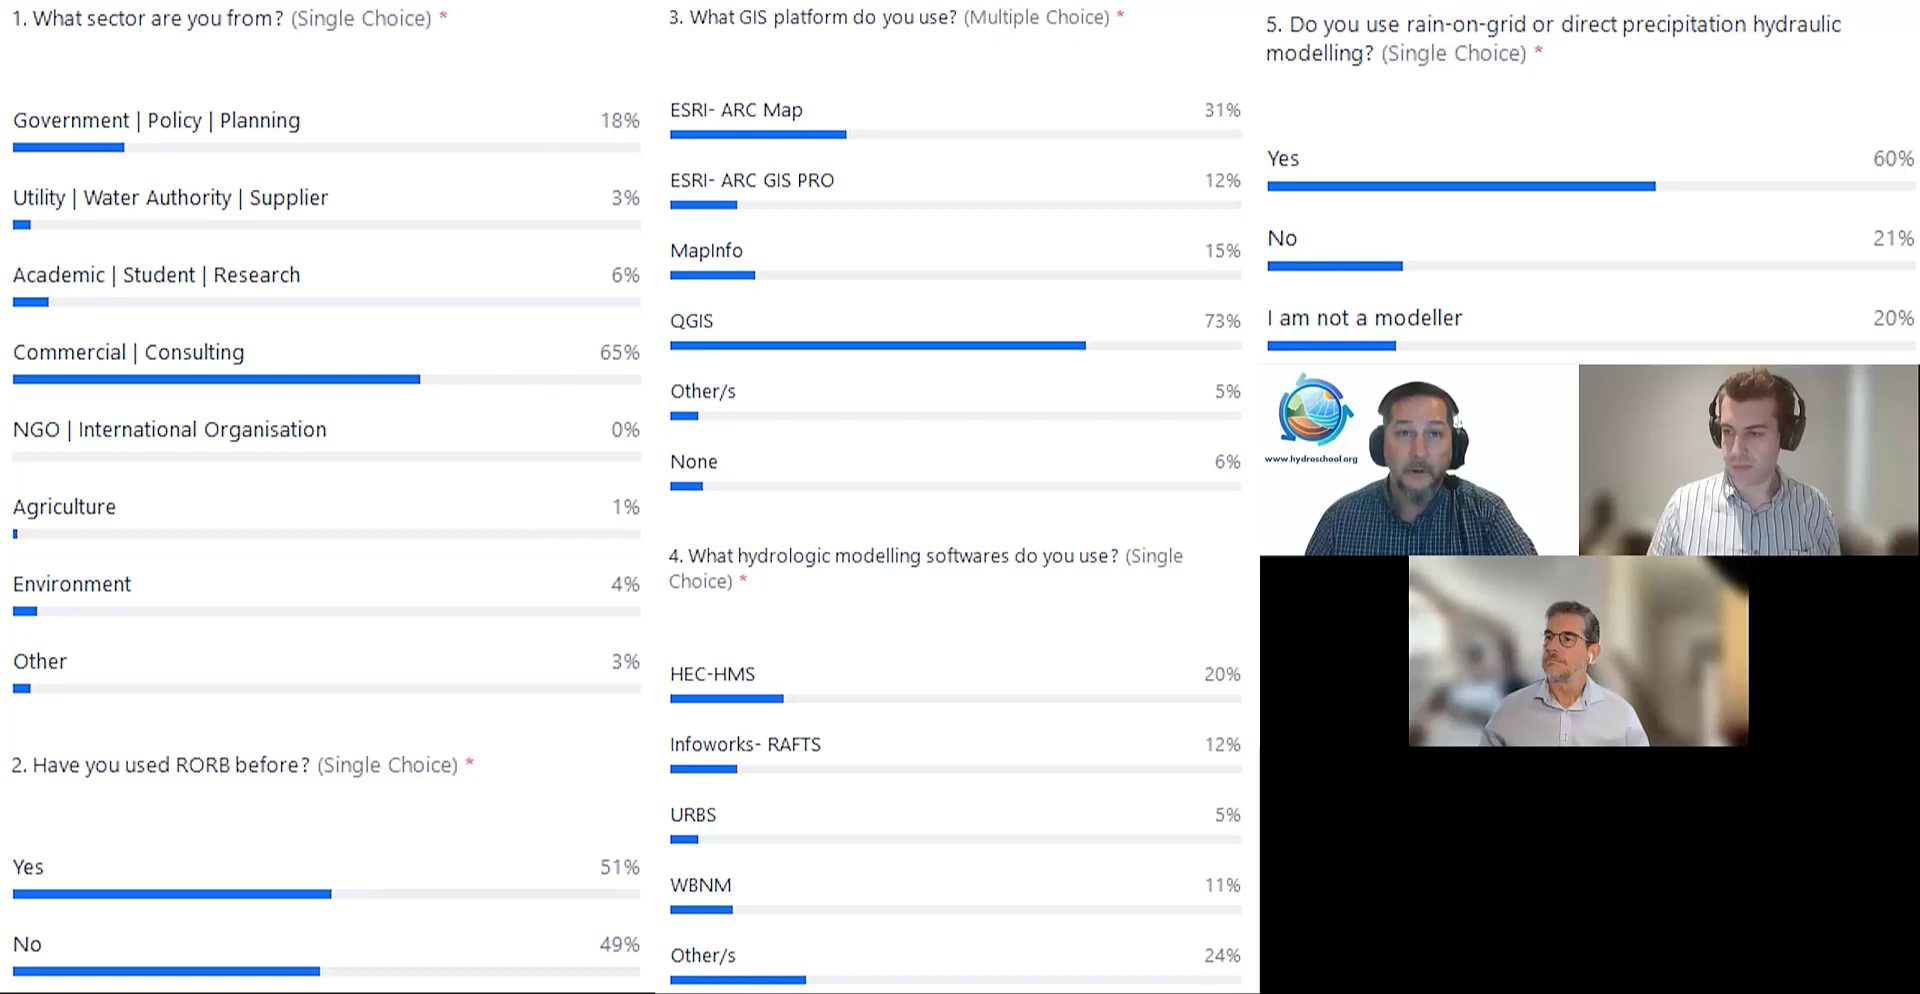 1. What sector are you from? (Single Choice) *
Government | Policy | Planning 18%
Utility | Water Authority | Supplier 3%
Academic | Student | Research 6%
Commercial | Consulting 65%
NGO | International Organisation 0%
Agriculture 1%
Environment 4%
Other 3%
2. Have you used RORB before? (Single Choice) *
Yes 51%
No 49%
3. What GIS platform do you use? (Multiple Choice) *
ESRI- ARC Map 31%
ESRI- ARC GIS PRO 12%
MapInfo 15%
QGIS 73%
Other/s 5%
None 6%
4. What hydrologic modelling softwares do you use? (Single
Choice) *
HEC-HMS 20%
Infoworks- RAFTS 12%
URBS 5%
WBNM 11%
Other/s 24%
5. Do you use rain-on-grid or direct precipitation hydraulic
modelling? (Single Choice) *
Yes 60%
No 21%
I am not a modeller 20%
www.hydroschool.org